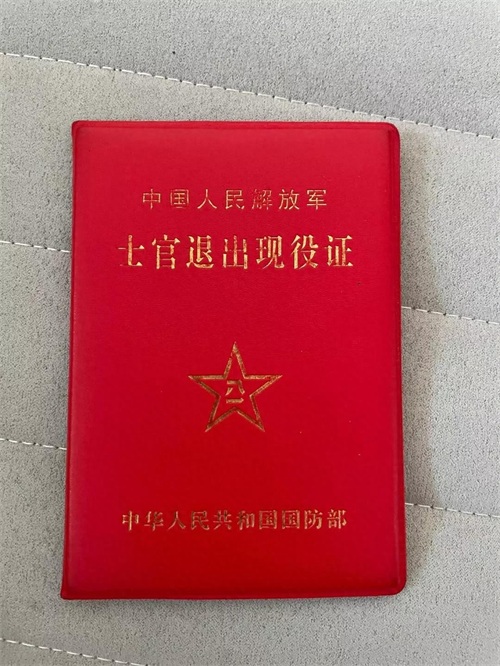 中国人民解放军
士官退出现役证
八一
中华人民共和国国防部